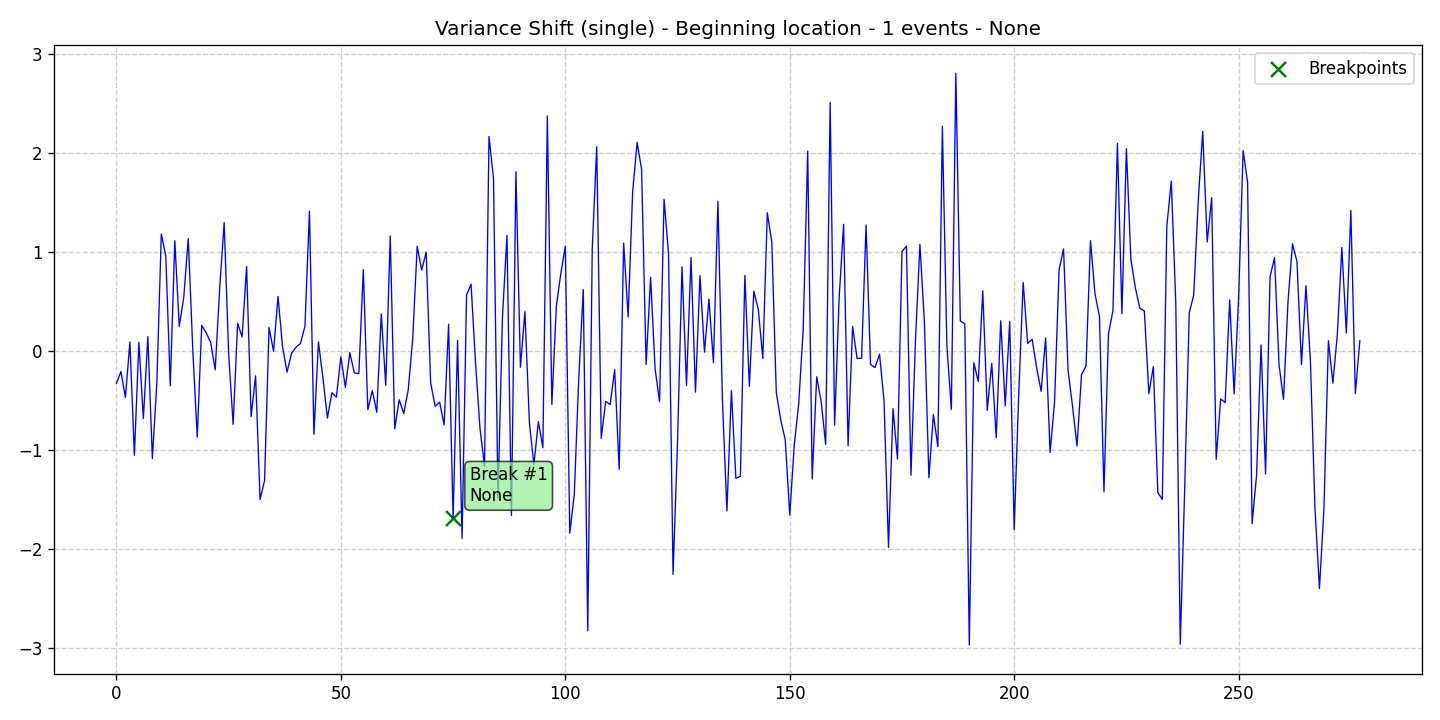 Variance Shift (single) - Beginning location - 1 events - None
3
2
1
0
−1
−2
−3
Breakpoints
Break #1
None
0 50 100 150 200 250